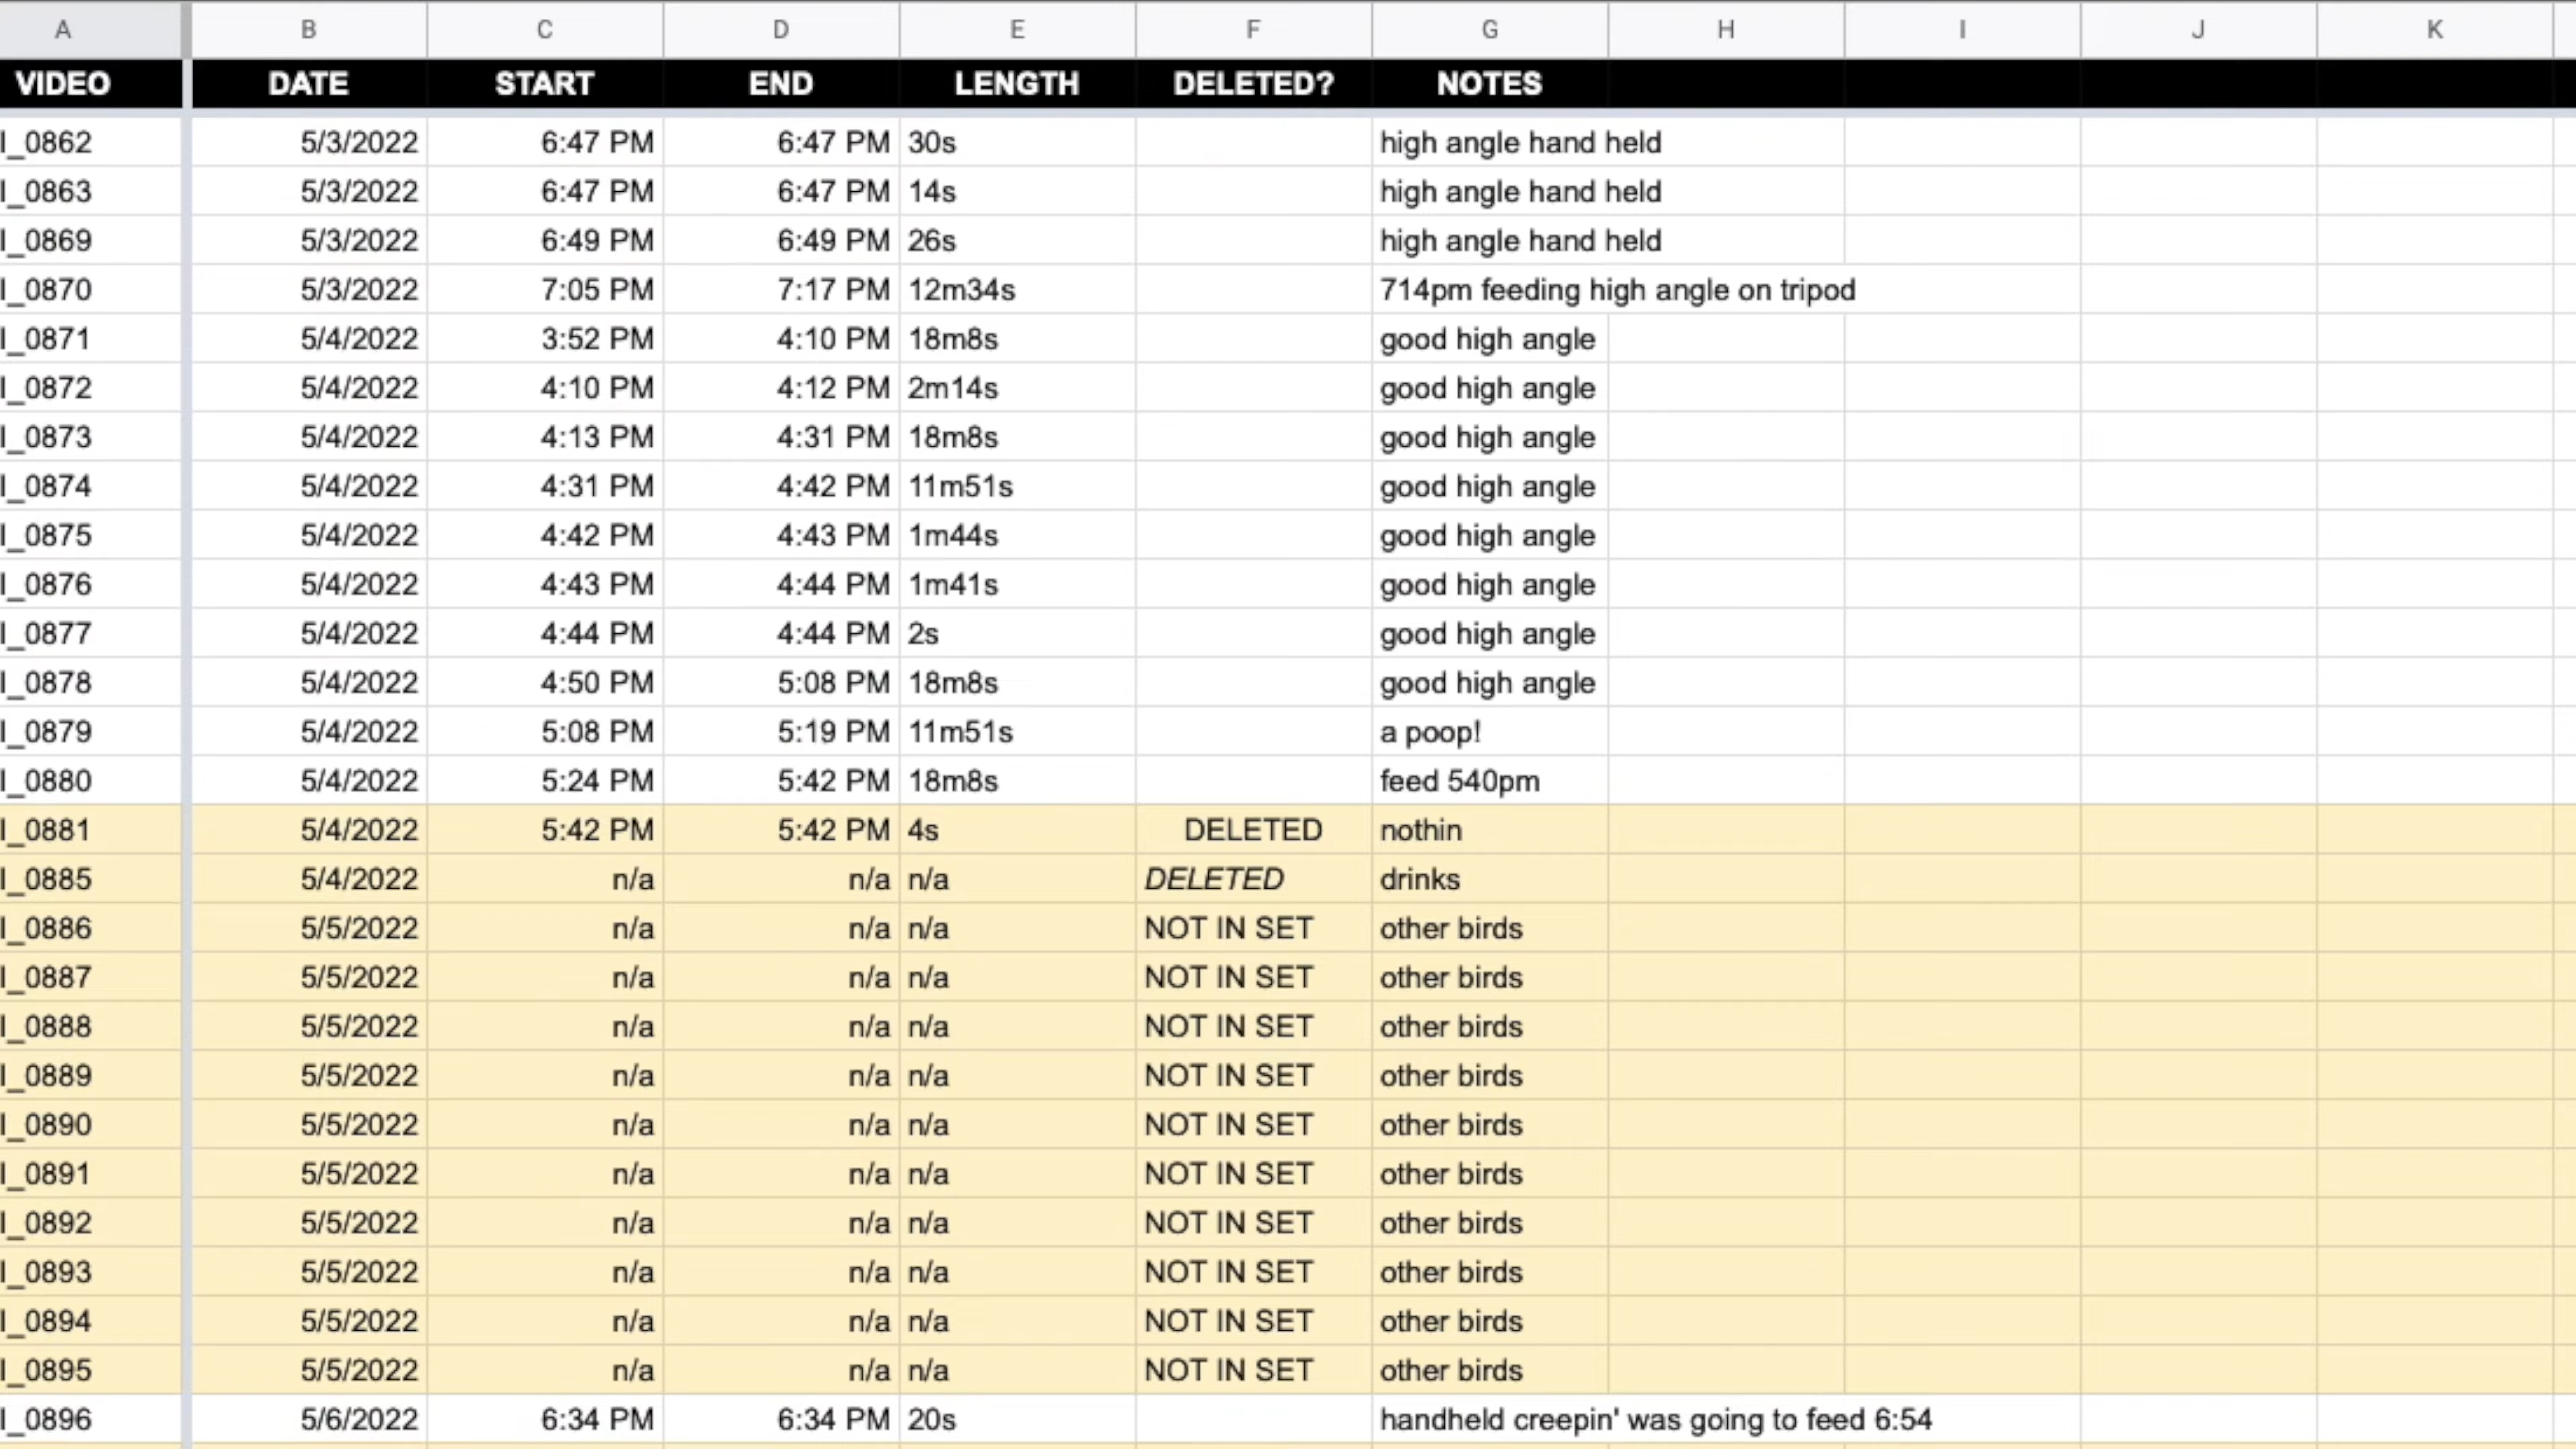 A B C D E F G H I J K
VIDEO DATE START END LENGTH DELETED? NOTES
I_0862 5/3/2022 6:47 PM 6:47 PM 30s high angle hand held
I_0863 5/3/2022 6:47 PM 6:47 PM 14s high angle hand held
I_0869 5/3/2022 6:49 PM 6:49 PM 26s high angle hand held
I_0870 5/3/2022 7:05 PM 7:17 PM 12m34s 714pm feeding high angle on tripod
I_0871 5/4/2022 3:52 PM 4:10 PM 18m8s good high angle
I_0872 5/4/2022 4:10 PM 4:12 PM 2m14s good high angle
I_0873 5/4/2022 4:13 PM 4:31 PM 18m8s good high angle
I_0874 5/4/2022 4:31 PM 4:42 PM 11m51s good high angle
I_0875 5/4/2022 4:42 PM 4:43 PM 1m44s good high angle
I_0876 5/4/2022 4:43 PM 4:44 PM 1m41s good high angle
I_0877 5/4/2022 4:44 PM 4:44 PM 2s good high angle
I_0878 5/4/2022 4:50 PM 5:08 PM 18m8s good high angle
I_0879 5/4/2022 5:08 PM 5:19 PM 11m51s a poop!
I_0880 5/4/2022 5:24 PM 5:42 PM 18m8s feed 540pm
I_0881 5/4/2022 5:42 PM 5:42 PM 4s DELETED nothin
I_0885 5/4/2022 n/a n/a n/a DELETED drinks
I_0886 5/5/2022 n/a n/a n/a NOT IN SET other birds
I_0887 5/5/2022 n/a n/a n/a NOT IN SET other birds
I_0888 5/5/2022 n/a n/a n/a NOT IN SET other birds
I_0889 5/5/2022 n/a n/a n/a NOT IN SET other birds
I_0890 5/5/2022 n/a n/a n/a NOT IN SET other birds
I_0891 5/5/2022 n/a n/a n/a NOT IN SET other birds
I_0892 5/5/2022 n/a n/a n/a NOT IN SET other birds
I_0893 5/5/2022 n/a n/a n/a NOT IN SET other birds
I_0894 5/5/2022 n/a n/a n/a NOT IN SET other birds
I_0895 5/5/2022 n/a n/a n/a NOT IN SET other birds
I_0896 5/6/2022 6:34 PM 6:34 PM 20s handheld creepin' was going to feed 6:54